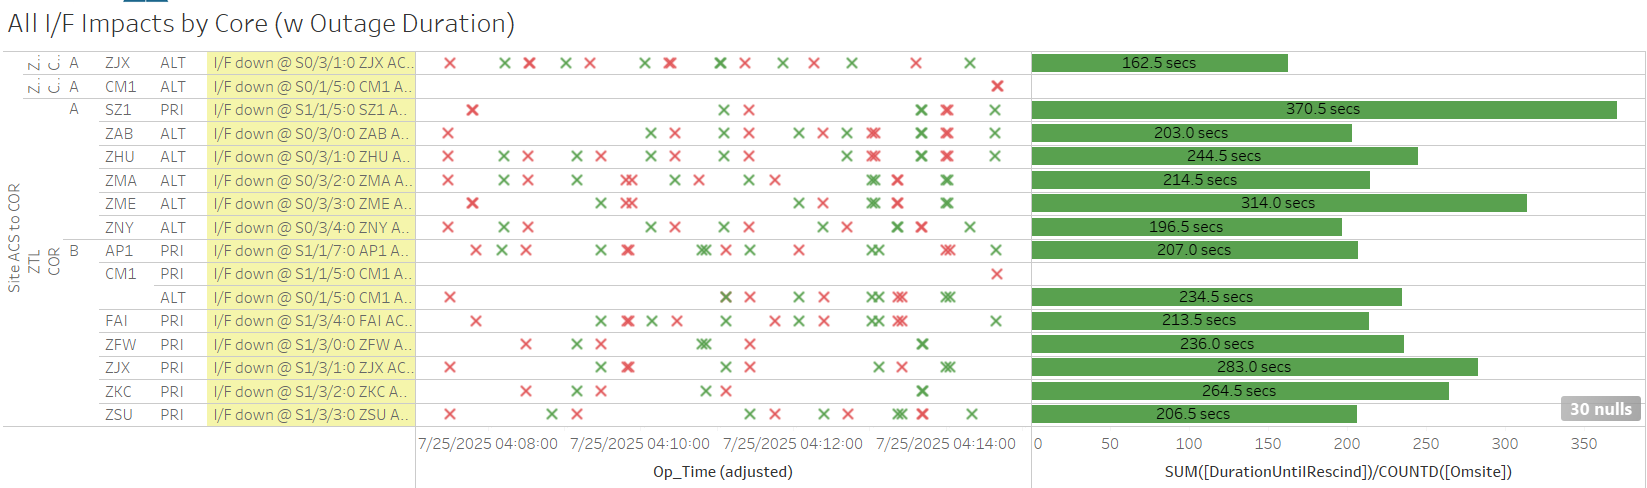 All I/F Impacts by Core (w Outage Duration)
Z.. C.. A ZJX ALT I/F down @ S0/3/1:0 ZJX AC.. 162.5 secs
Z.. C.. A CM1 ALT I/F down @ S0/1/5:0 CM1 A..
Site ACS to COR
ZTL
COR
A SZ1 PRI I/F down @ S1/1/5:0 SZ1 A.. 370.5 secs
ZAB ALT I/F down @ S0/3/0:0 ZAB A.. 203.0 secs
ZHU ALT I/F down @ S0/3/1:0 ZHU A.. 244.5 secs
ZMA ALT I/F down @ S0/3/2:0 ZMA A.. 214.5 secs
ZME ALT I/F down @ S0/3/3:0 ZME A.. 314.0 secs
ZNY ALT I/F down @ S0/3/4:0 ZNY A.. 196.5 secs
B AP1 PRI I/F down @ S1/1/7:0 AP1 A.. 207.0 secs
CM1 PRI I/F down @ S1/1/5:0 CM1 A..
ALT I/F down @ S0/1/5:0 CM1 A.. 234.5 secs
FAI PRI I/F down @ S1/3/4:0 FAI AC.. 213.5 secs
ZFW PRI I/F down @ S1/3/0:0 ZFW A.. 236.0 secs
ZJX PRI I/F down @ S1/3/1:0 ZJX AC.. 283.0 secs
ZKC PRI I/F down @ S1/3/2:0 ZKC A.. 264.5 secs
ZSU PRI I/F down @ S1/3/3:0 ZSU A.. 206.5 secs
30 nulls
7/25/2025 04:08:00 7/25/2025 04:10:00 7/25/2025 04:12:00 7/25/2025 04:14:00 0 50 100 150 200 250 300 350
Op_Time (adjusted) SUM([DurationUntilRescind])/COUNTD([Omsite])